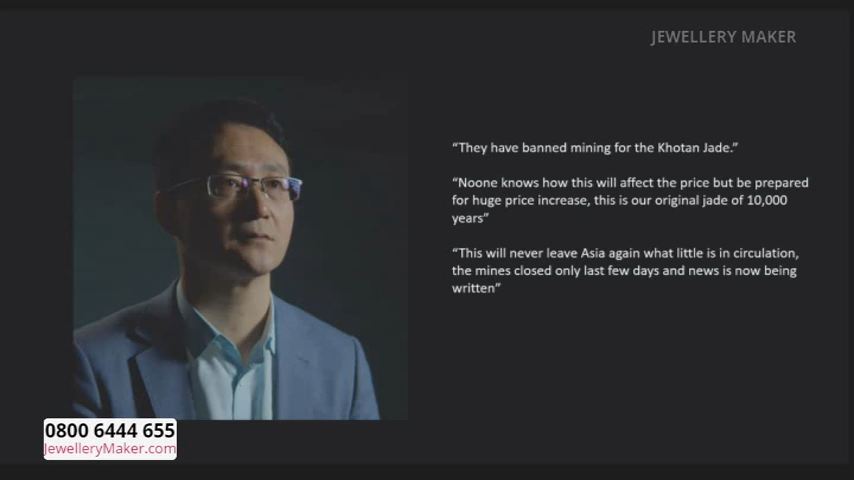 JEWELLERY MAKER
“They have banned mining for the Khotan Jade.”
“Noone knows how this will affect the price but be prepared
for huge price increase, this is our original jade of 10,000
years”
“This will never leave Asia again what little is in circulation,
the mines closed only last few days and news is now being
written”
0800 6444 655
JewelleryMaker.com